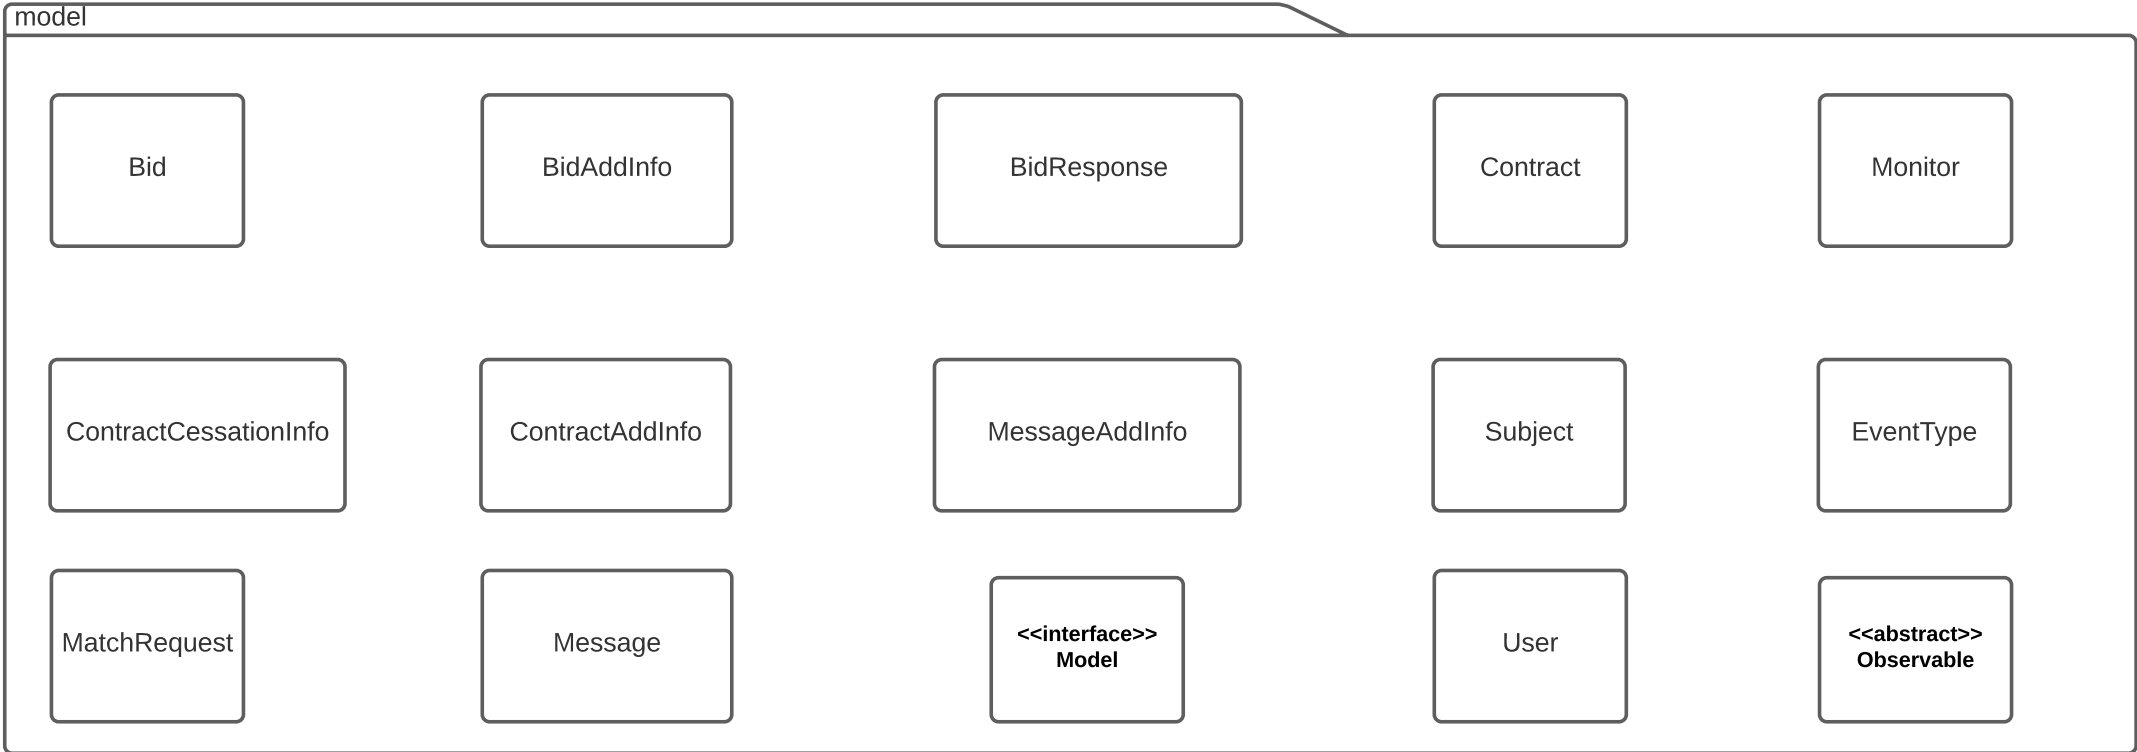 model
Bid
BidAddInfo
BidResponse
Contract
Monitor
ContractCessationInfo
ContractAddInfo
MessageAddInfo
Subject
EventType
MatchRequest
Message
<<interface>>
Model
User
<<abstract>>
Observable